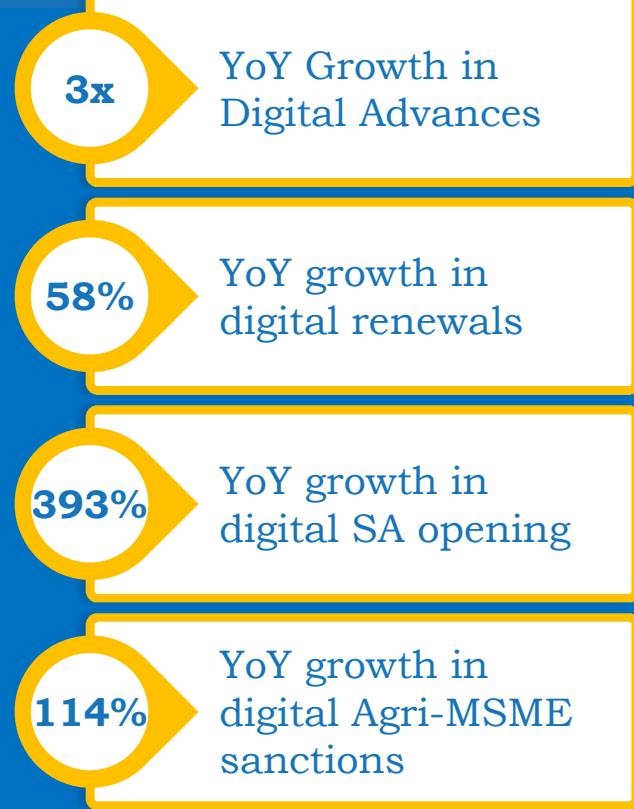 3x
YoY Growth in
Digital Advances
58%
YoY growth in
digital renewals
393%
YoY growth in
digital SA opening
114%
YoY growth in
digital Agri-MSME
sanctions